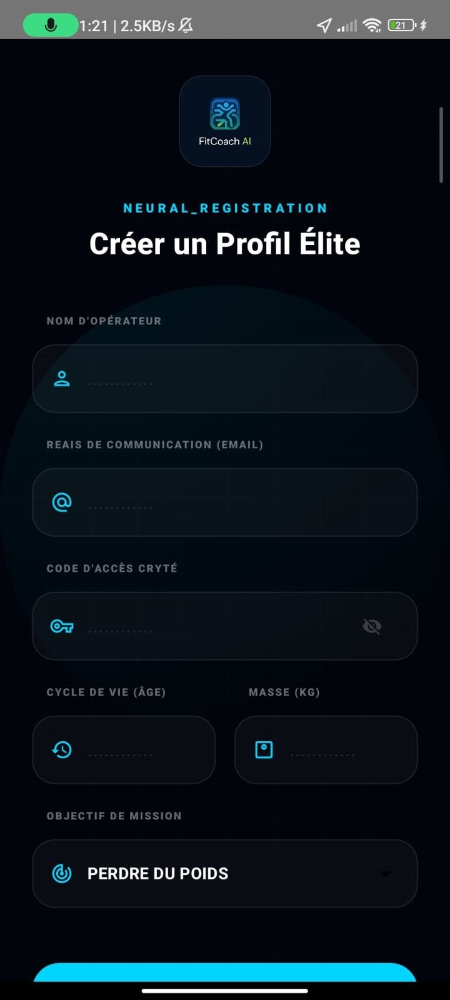 1:21 | 2.5KB/s
21
FitCoach AI
NEURAL_REGISTRATION
Créer un Profil Élite
NOM D'OPÉRATEUR
............
REAIS DE COMMUNICATION (EMAIL)
............
CODE D'ACCÈS CRYTÉ
............
CYCLE DE VIE (ÂGE) MASSE (KG)
............ ............
OBJECTIF DE MISSION
PERDRE DU POIDS